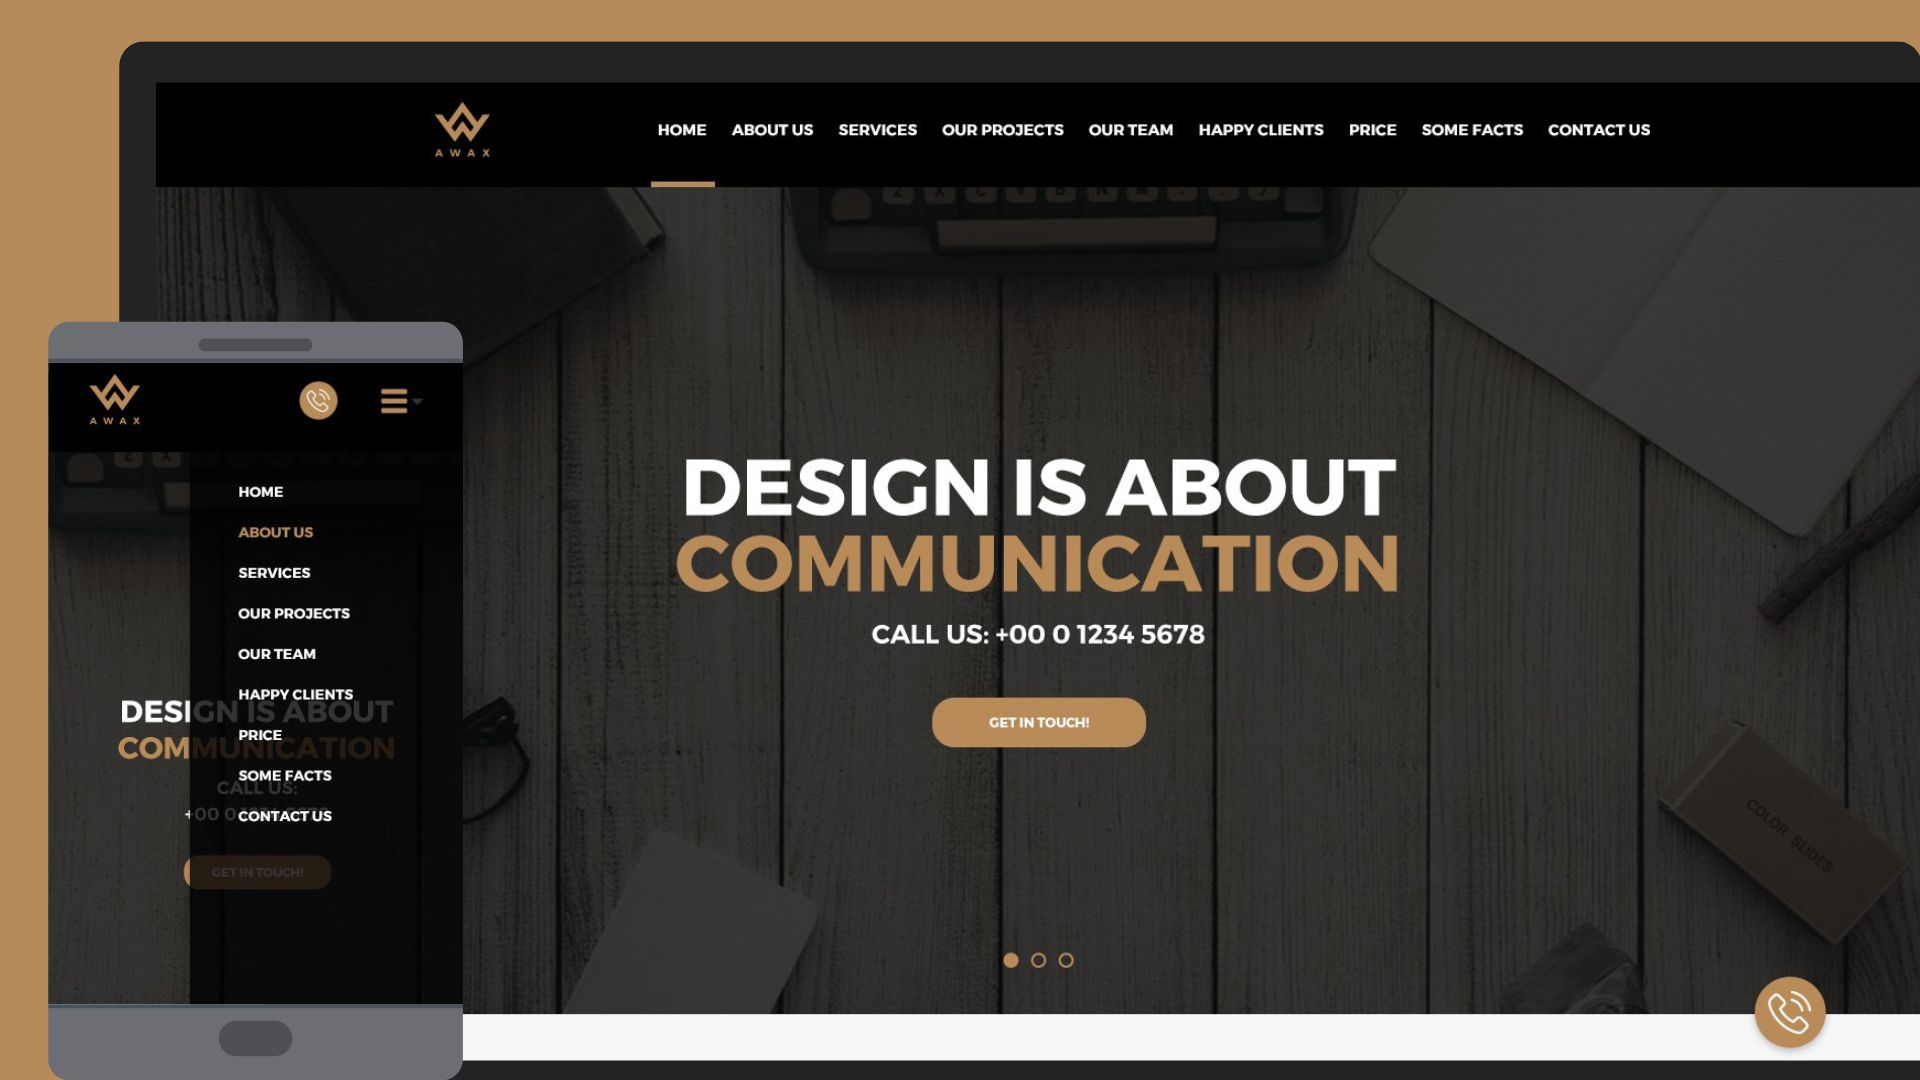 AWAX
HOME ABOUT US SERVICES OUR PROJECTS OUR TEAM HAPPY CLIENTS PRICE SOME FACTS CONTACT US
Z X C V B N M
DESIGN IS ABOUT
COMMUNICATION
CALL US: +00 0 1234 5678
GET IN TOUCH!
COLOR SLIDES
AWAX
Z X
HOME
ABOUT US
SERVICES
OUR PROJECTS
OUR TEAM
HAPPY CLIENTS
DESIGN IS ABOUT
PRICE
COMMUNICATION
SOME FACTS
CALL US:
+00 0 1234 5678
CONTACT US
GET IN TOUCH!